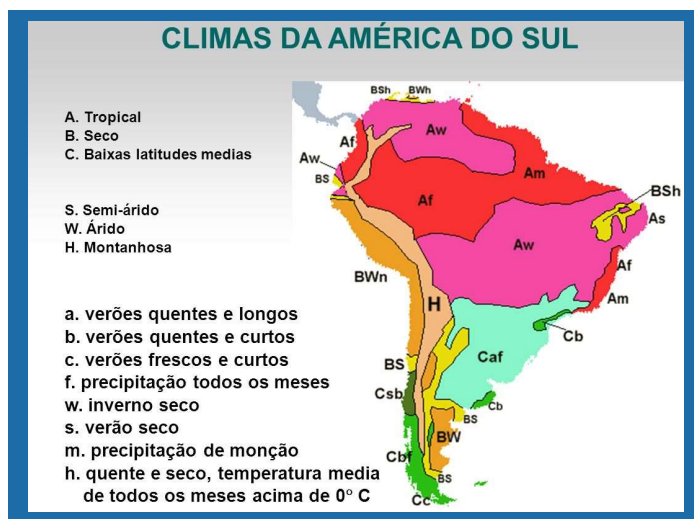 CLIMAS DA AMÉRICA DO SUL
A. Tropical
B. Seco
C. Baixas latitudes medias
S. Semi-árido
W. Árido
H. Montanhosa
a. verões quentes e longos
b. verões quentes e curtos
c. verões frescos e curtos
f. precipitação todos os meses
w. inverno seco
s. verão seco
m. precipitação de monção
h. quente e seco, temperatura media
de todos os meses acima de 0º C
BSh BWh
Af
Aw
Aw
Am
BS
BSh
Af
As
Aw
Af
BWn
Am
H
Cb
BS
Caf
Csb
Cb
BS
BW
Cbf
BS
Cc